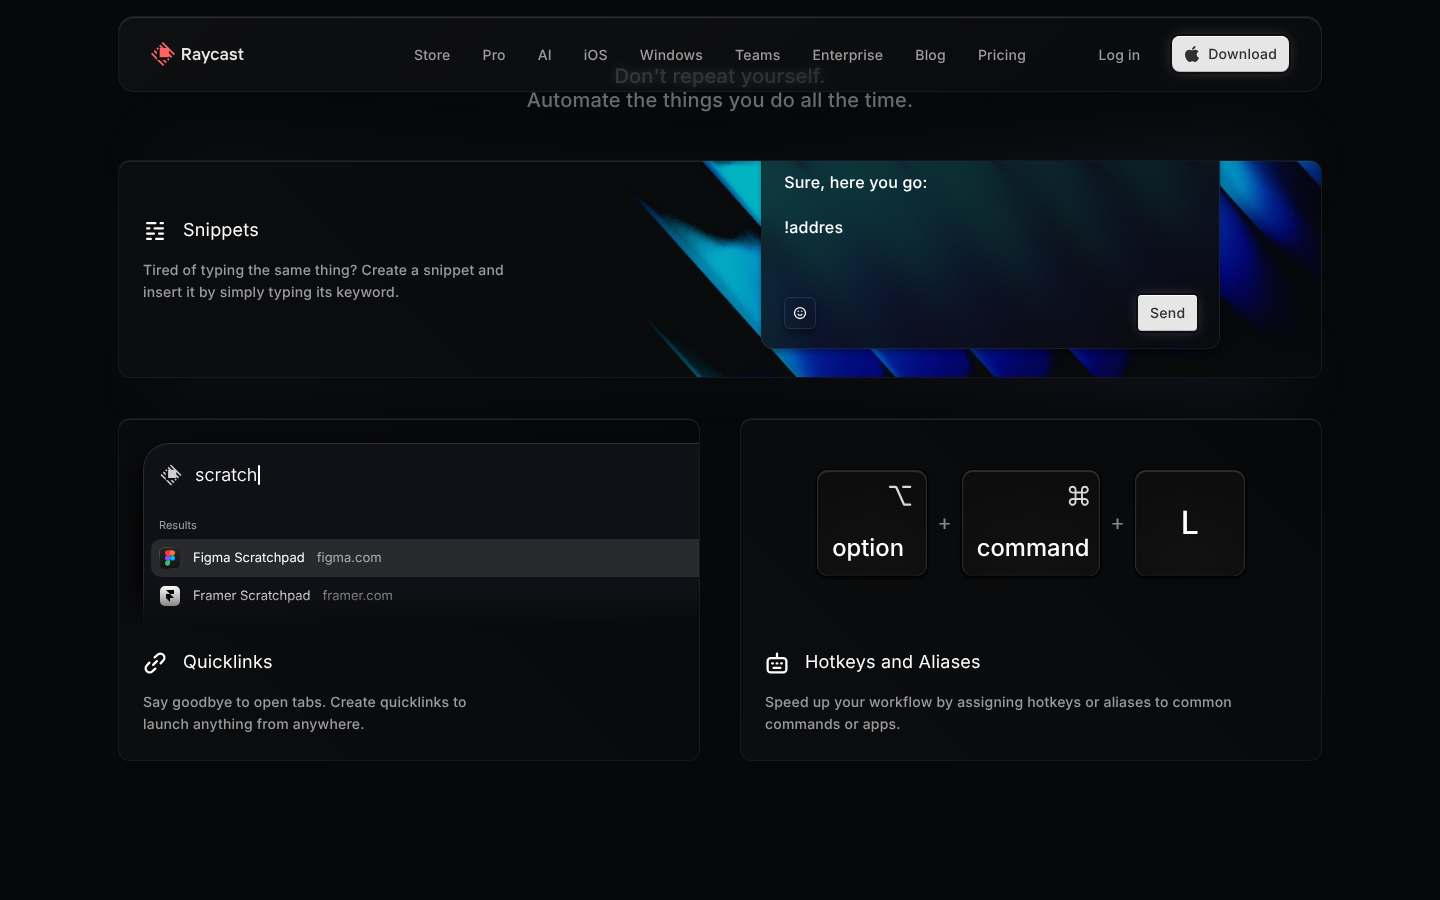 Raycast
Store Pro AI iOS Windows Teams Enterprise Blog Pricing Log in Download
Don't repeat yourself.
Automate the things you do all the time.
Snippets
Tired of typing the same thing? Create a snippet and
insert it by simply typing its keyword.
Sure, here you go:
!addres
Send
scratch
Results
Figma Scratchpad figma.com
Framer Scratchpad framer.com
Quicklinks
Say goodbye to open tabs. Create quicklinks to
launch anything from anywhere.
⌥ ⌘
option + command + L
Hotkeys and Aliases
Speed up your workflow by assigning hotkeys or aliases to common
commands or apps.